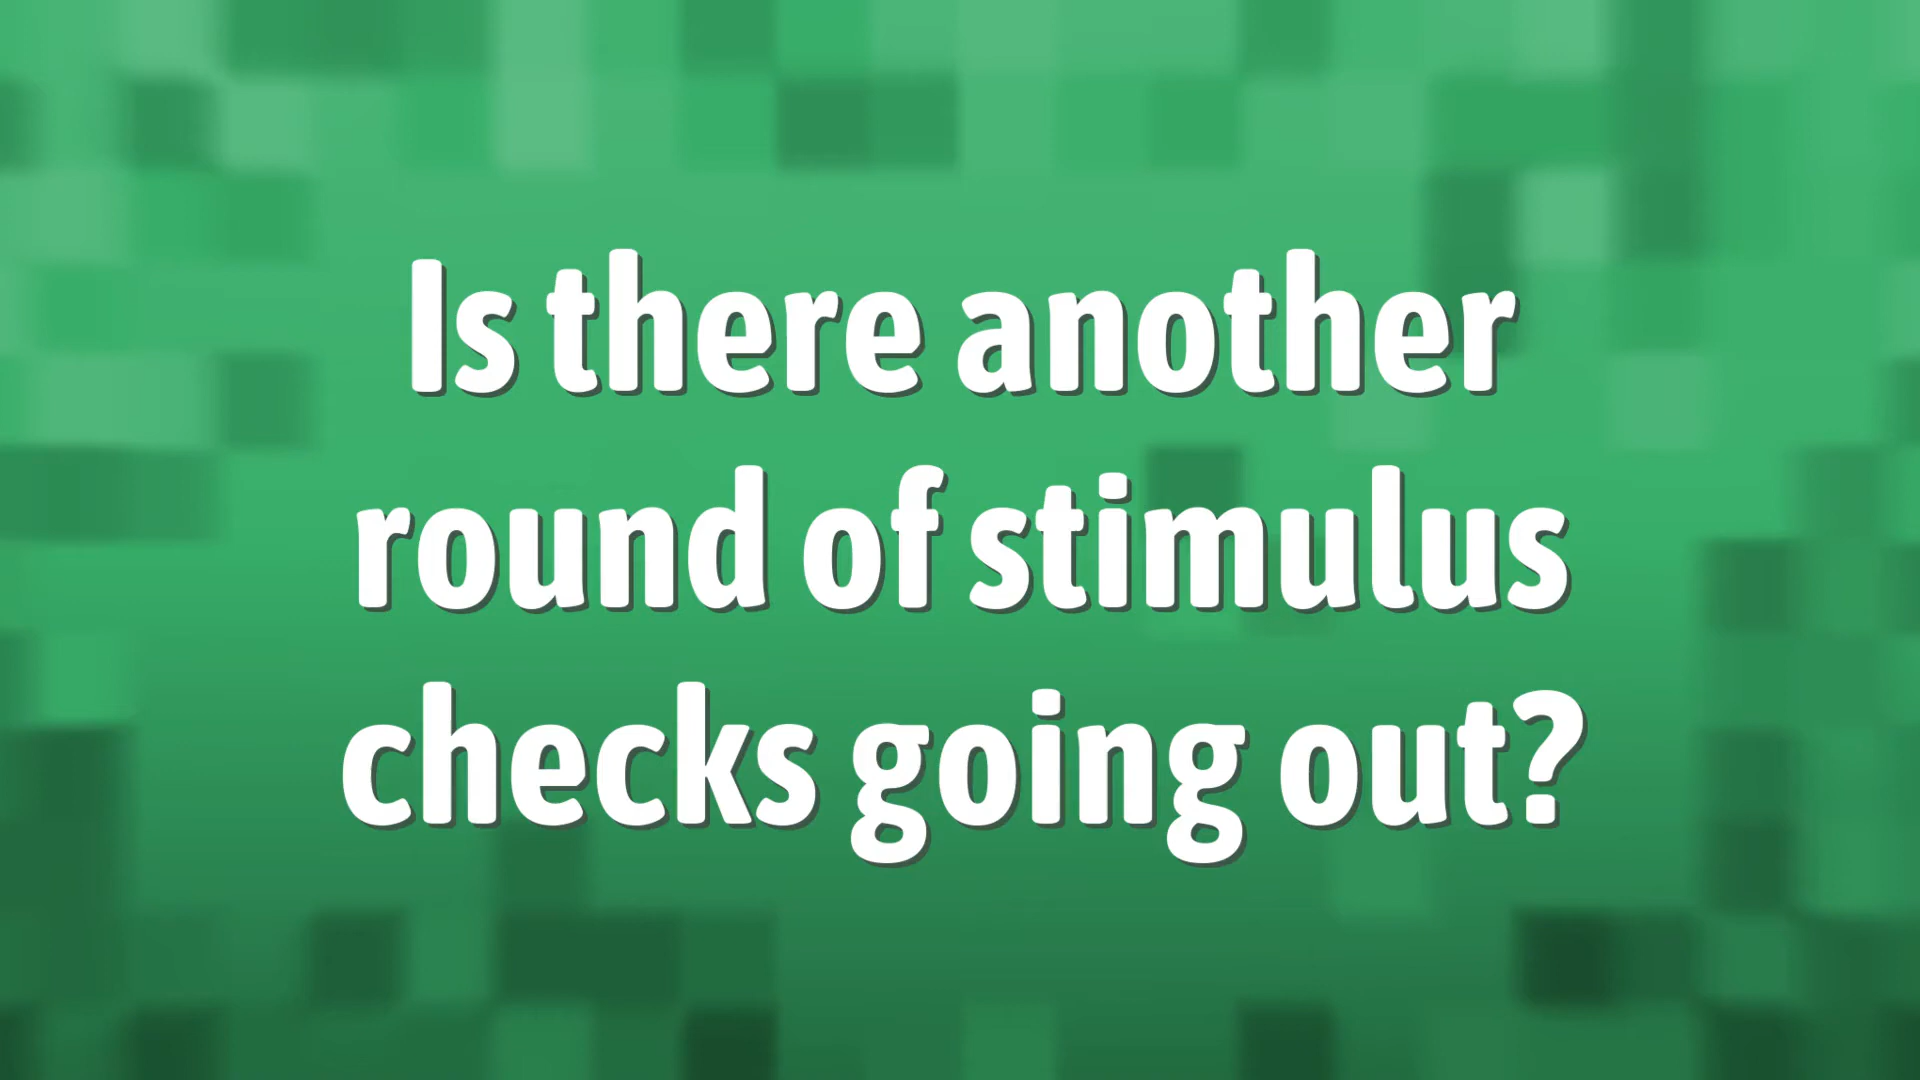 Is there another
round of stimulus
checks going out?